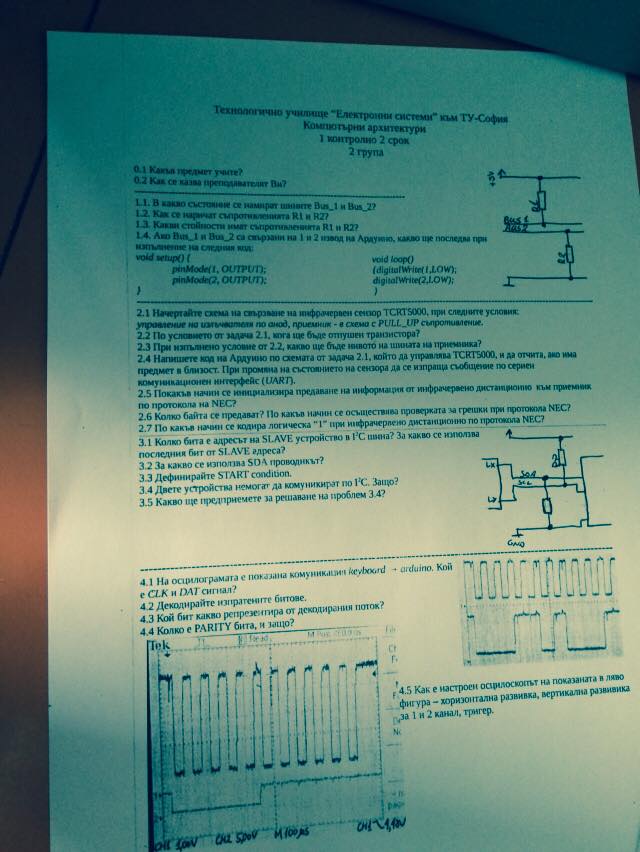 Технологично училище "Електронни системи" към ТУ-София
Компютърни архитектури
1 контролно 2 срок
2 група
0.1 Какъв предмет учите?
0.2 Как се казва преподавателят Ви?
1.1. В какво състояние се намират шините Bus_1 и Bus_2?
1.2. Как се наричат съпротивленията R1 и R2?
1.3. Какви стойности имат съпротивленията R1 и R2?
1.4. Ако Bus_1 и Bus_2 са свързани на 1 и 2 извод на Ардуино, какво ще последва при
изпълнение на следния код:
void setup() {
pinMode(1, OUTPUT);
pinMode(2, OUTPUT);
}
void loop()
{digitalWrite(1,LOW);
digitalWrite(2,LOW);
}
+5V
R1
BUS1
BUS2
R2
2.1 Начертайте схема на свързване на инфрачервен сензор TCRT5000, при следните условия:
управление на излъчвателя по анод, приемник - в схема с PULL_UP съпротивление.
2.2 По условието от задача 2.1, кога ще бъде отпушен транзистора?
2.3 При изпълнено условие от 2.2, какво ще бъде нивото на шината на приемника?
2.4 Напишете код на Ардуино по схемата от задача 2.1, който да управлява TCRT5000, и да отчита, ако има
предмет в близост. При промяна на състоянието на сензора да се изпраща съобщение по сериен
комуникационен интерфейс (UART).
2.5 Покакъв начин се инициализира предаване на информация от инфрачервено дистанционно към приемник
по протокола на NEC?
2.6 Колко байта се предават? По какъв начин се осъществява проверката за грешки при протокола NEC?
2.7 По какъв начин се кодира логическа "1" при инфрачервено дистанционно по протокола NEC?
3.1 Колко бита е адресът на SLAVE устройство в I²C шина? За какво се използва
последния бит от SLAVE адреса?
3.2 За какво се използва SDA проводникът?
3.3 Дефинирайте START condition.
3.4 Двете устройства немогат да комуникират по I²C. Защо?
3.5 Какво ще предприемете за решаване на проблем 3.4?
SDA
SCL
GND
4.1 На осцилограмата е показана комуникация keyboard → arduino. Кой
е CLK и DAT сигнал?
4.2 Декодирайте изпратените битове.
4.3 Кой бит какво репрезентира от декодирания поток?
4.4 Колко е PARITY бита, и защо?
Tek
4.5 Как е настроен осцилоскопът на показаната в ляво
фигура – хоризонтална развивка, вертикална развивика
за 1 и 2 канал, тригер.
CH2 5,00V
M 100µs